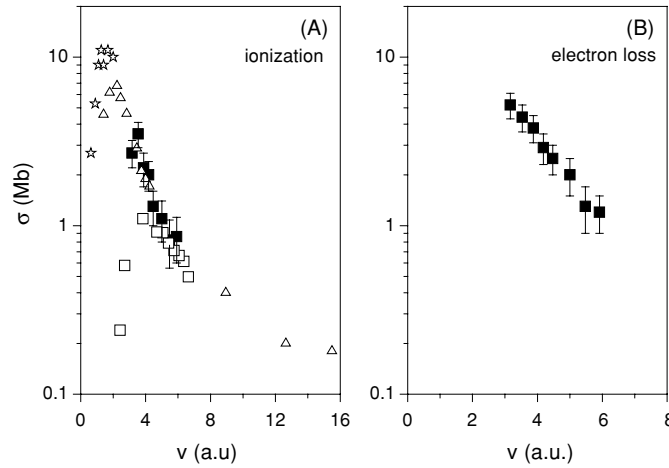 (A)
ionization
10
1
0.1
0 4 8 12 16
v (a.u)
σ (Mb)
(B)
electron loss
10
1
0.1
0 2 4 6 8
v (a.u.)